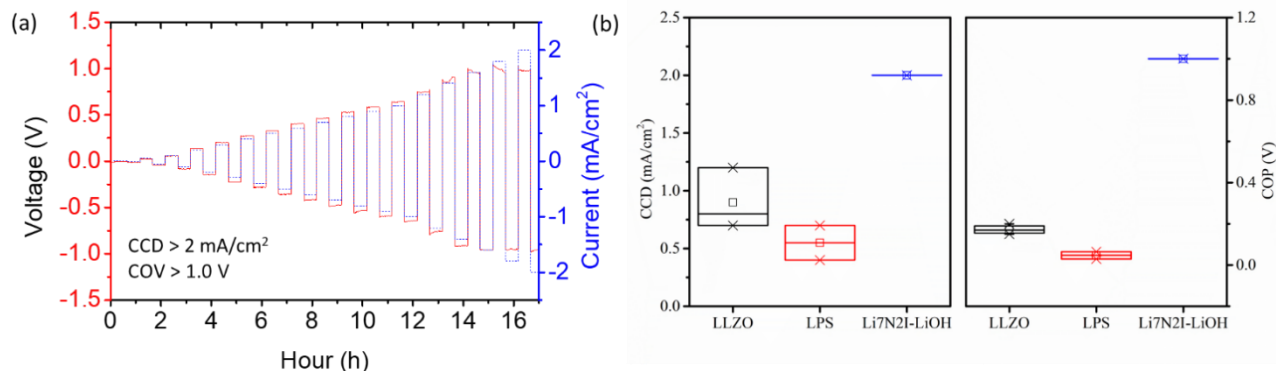 (a)
1.5
1.0
0.5
0.0
-0.5
-1.0
-1.5
Voltage (V)
CCD > 2 mA/cm²
COV > 1.0 V
0 2 4 6 8 10 12 14 16
Hour (h)
2
1
0
-1
-2
Current (mA/cm²)
(b)
2.5
2.0
1.5
1.0
0.5
0.0
CCD (mA/cm²)
LLZO LPS Li7N2I-LiOH
LLZO LPS Li7N2I-LiOH
1.2
0.8
0.4
0.0
COP (V)